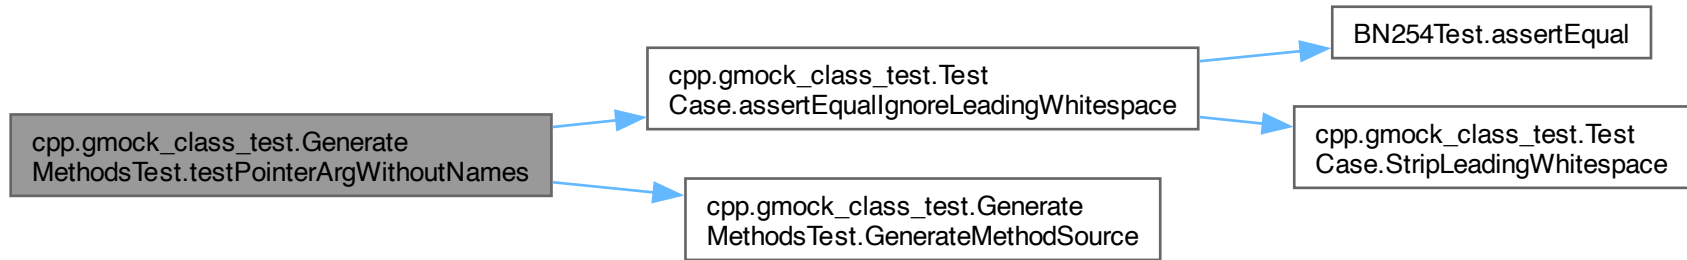 cpp.gmock_class_test.Generate
MethodsTest.testPointerArgWithoutNames
cpp.gmock_class_test.Test
Case.assertEqualIgnoreLeadingWhitespace
BN254Test.assertEqual
cpp.gmock_class_test.Test
Case.StripLeadingWhitespace
cpp.gmock_class_test.Generate
MethodsTest.GenerateMethodSource